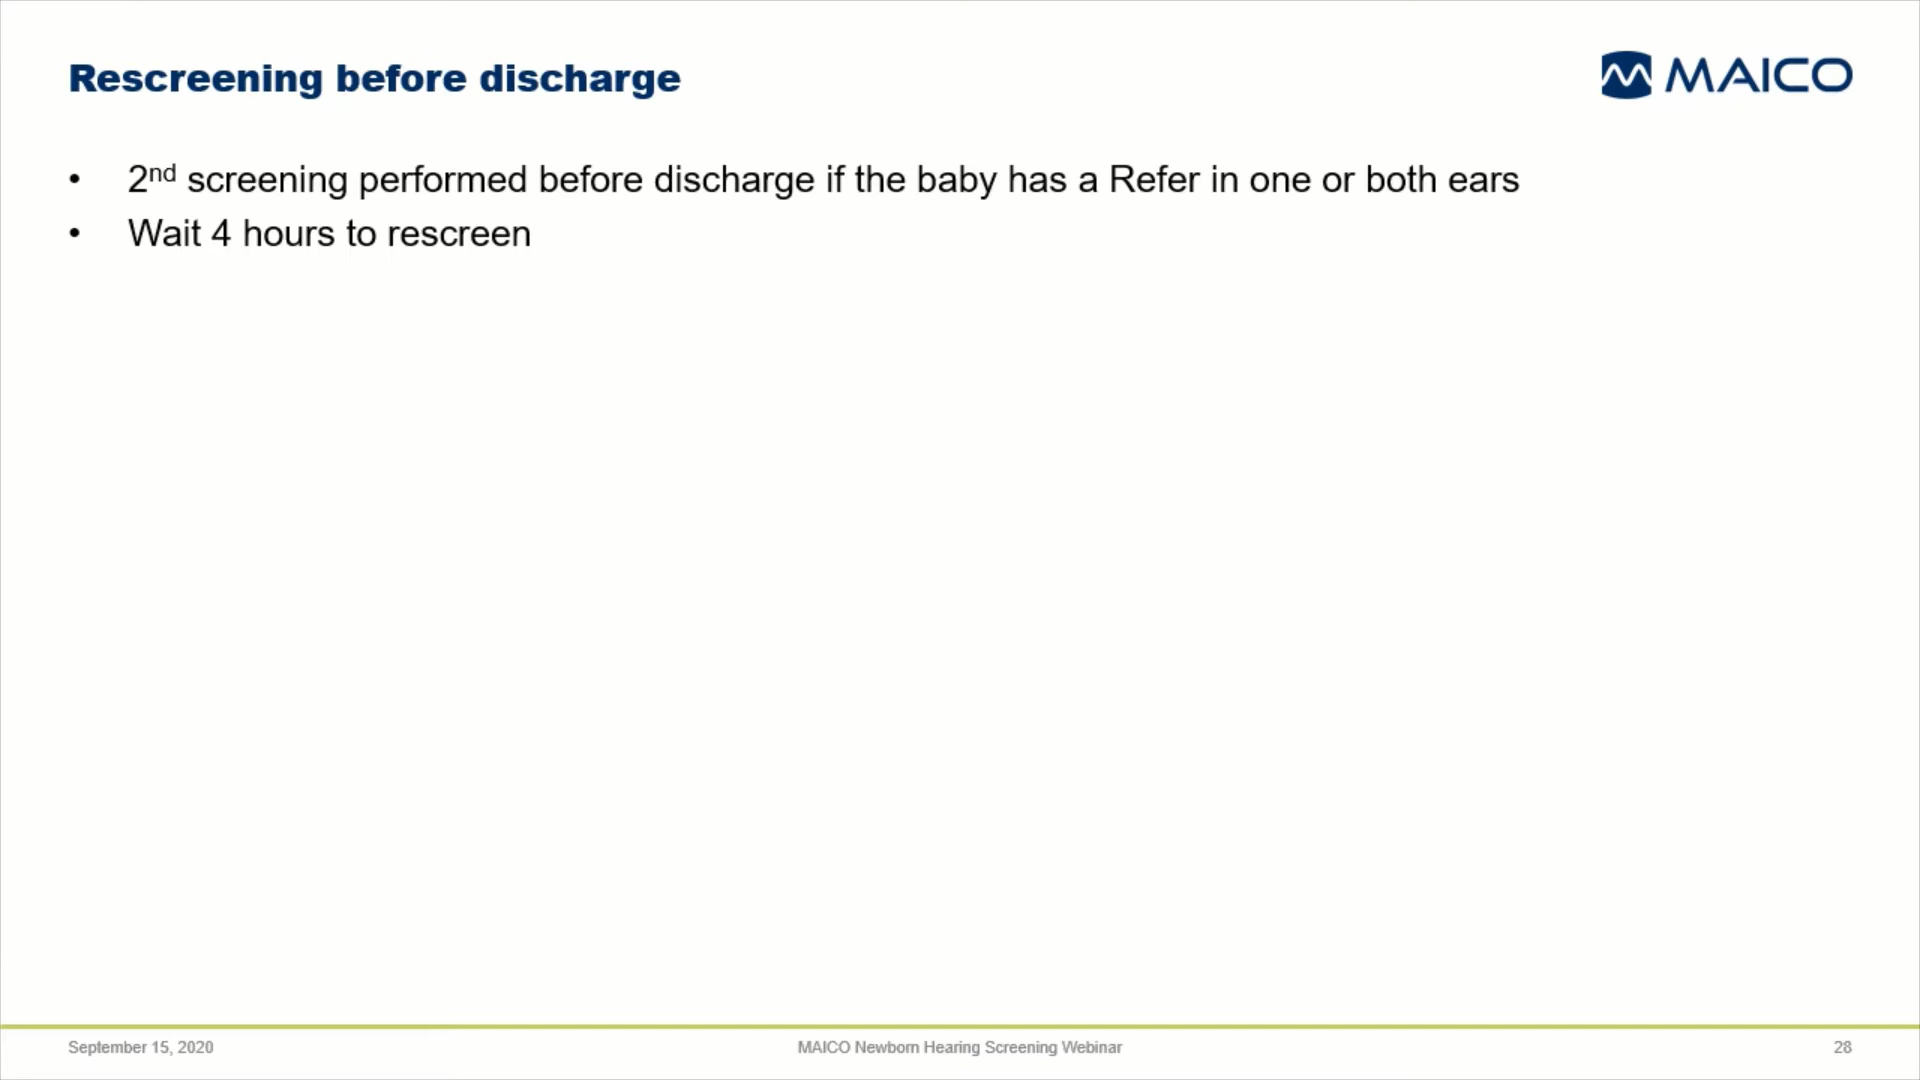 Rescreening before discharge
MAICO
• 2nd screening performed before discharge if the baby has a Refer in one or both ears
• Wait 4 hours to rescreen
September 15, 2020
MAICO Newborn Hearing Screening Webinar
28